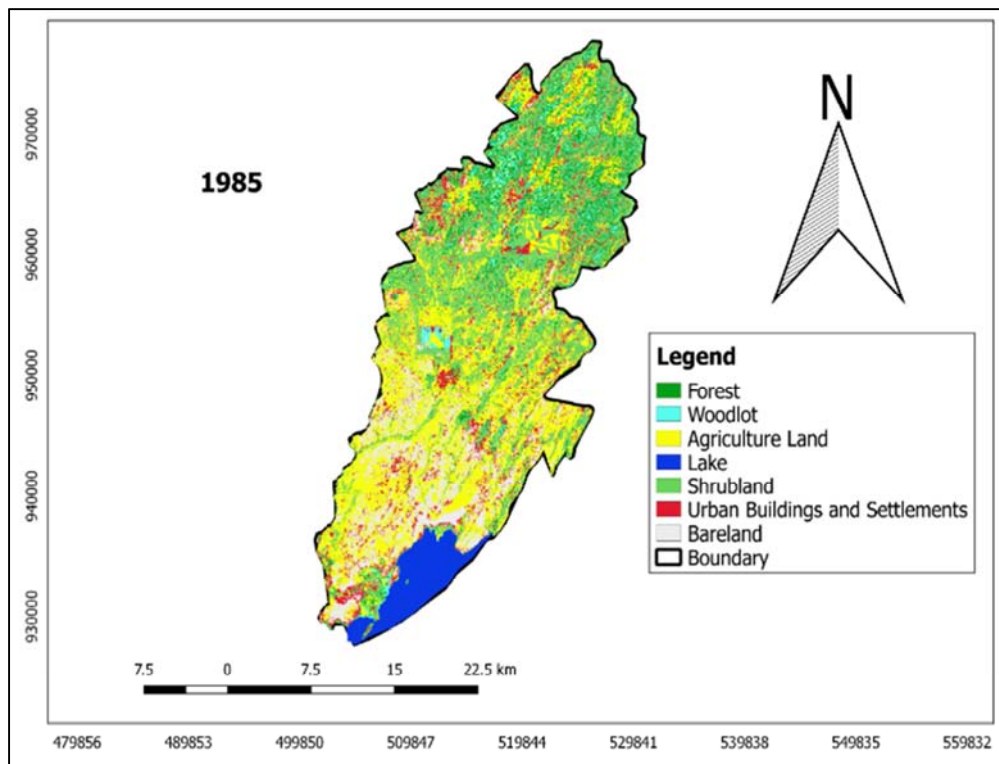 1985
N
970000
960000
950000
940000
930000
Legend
Forest
Woodlot
Agriculture Land
Lake
Shrubland
Urban Buildings and Settlements
Bareland
Boundary
7.5 0 7.5 15 22.5 km
479856 489853 499850 509847 519844 529841 539838 549835 559832